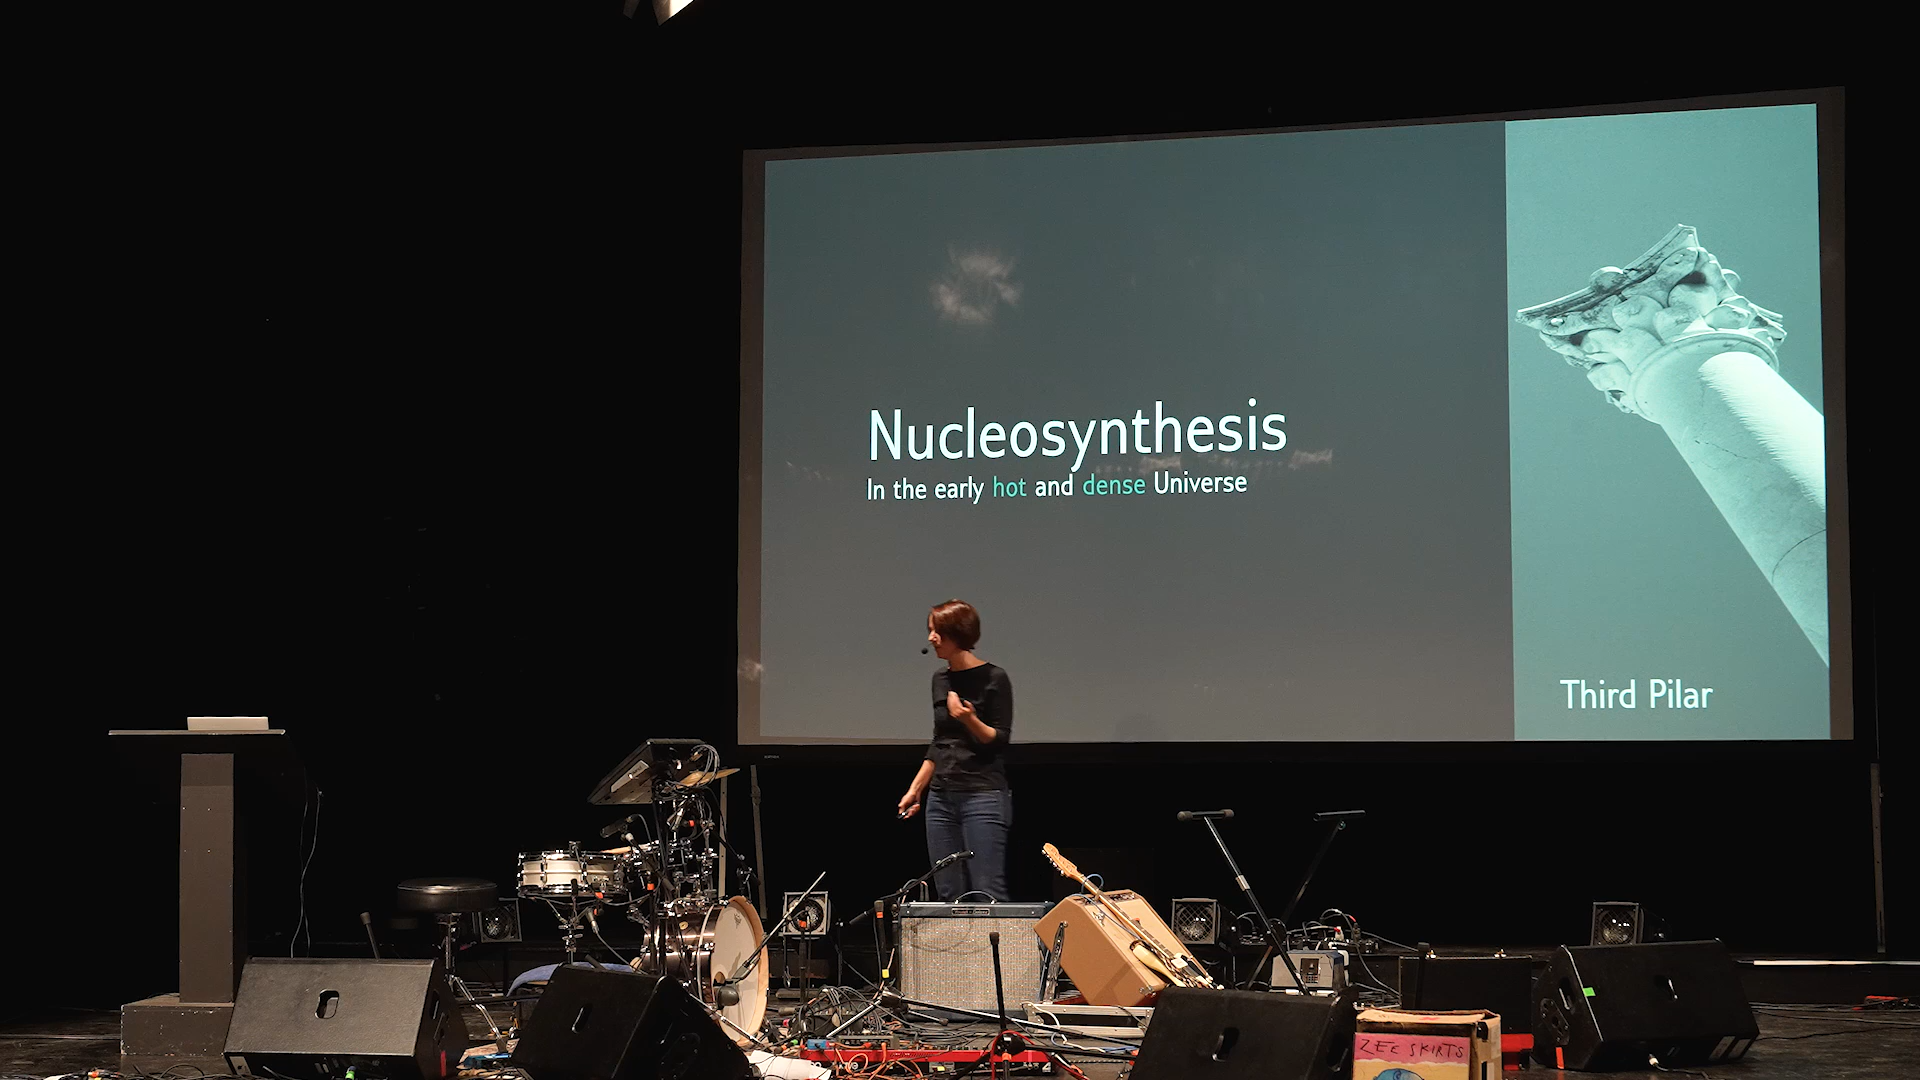 Nucleosynthesis
In the early hot and dense Universe
Third Pilar
ZEE SKIRTS